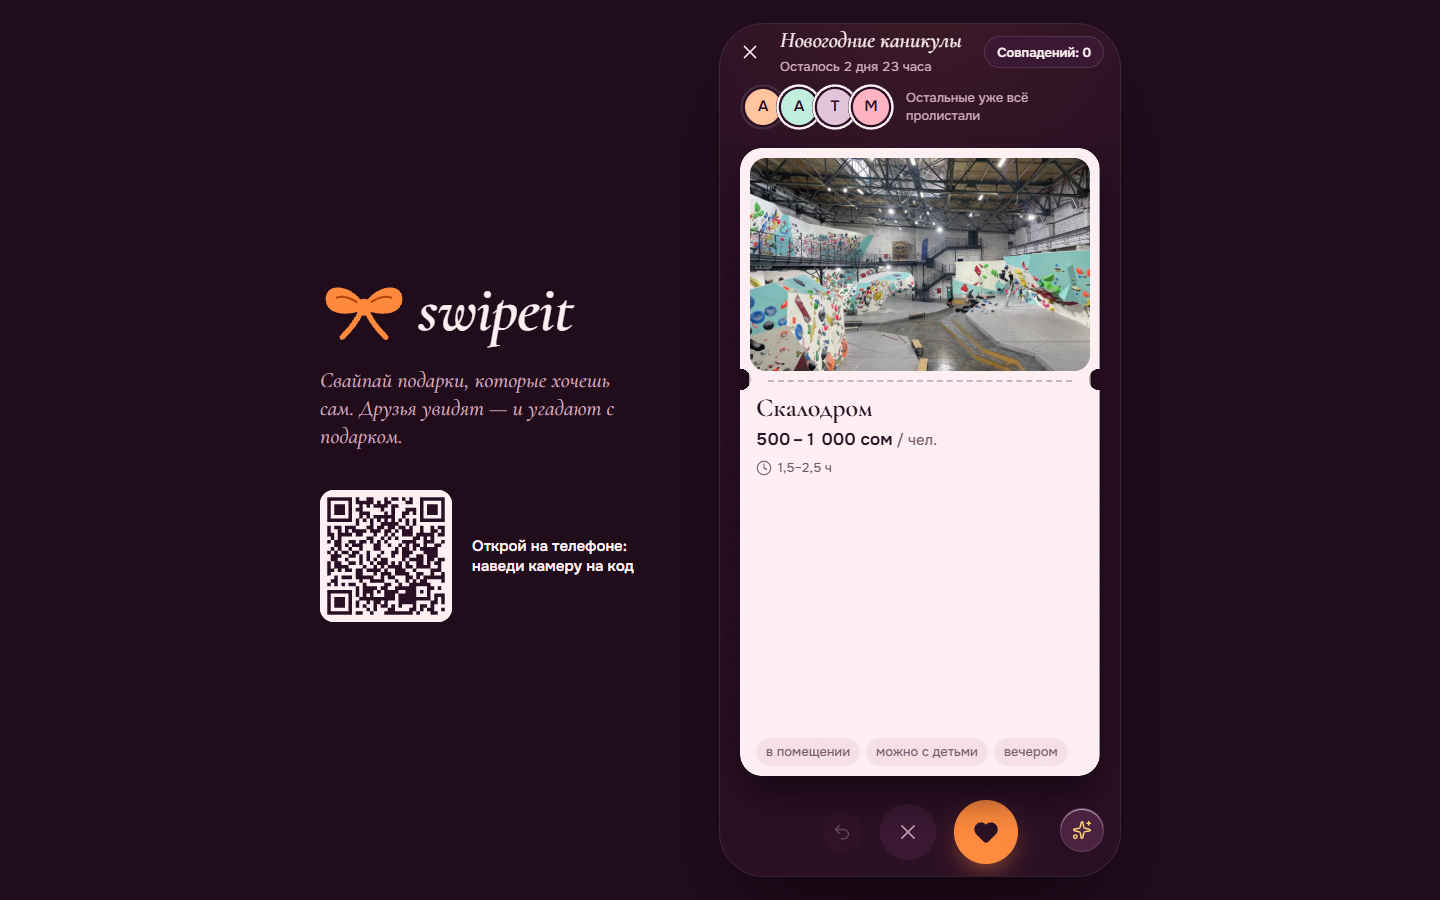 swipeit
Свайпай подарки, которые хочешь
сам. Друзья увидят — и угадают с
подарком.
Открой на телефоне:
наведи камеру на код
Новогодние каникулы
Осталось 2 дня 23 часа
Совпадений: 0
А А Т М
Остальные уже всё
пролистали
Скалодром
500 – 1 000 сом / чел.
1,5–2,5 ч
в помещении можно с детьми вечером